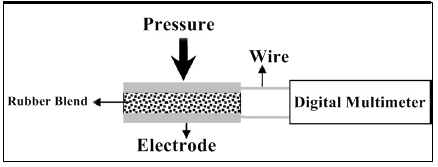 Pressure
Wire
Rubber Blend
Digital Multimeter
Electrode